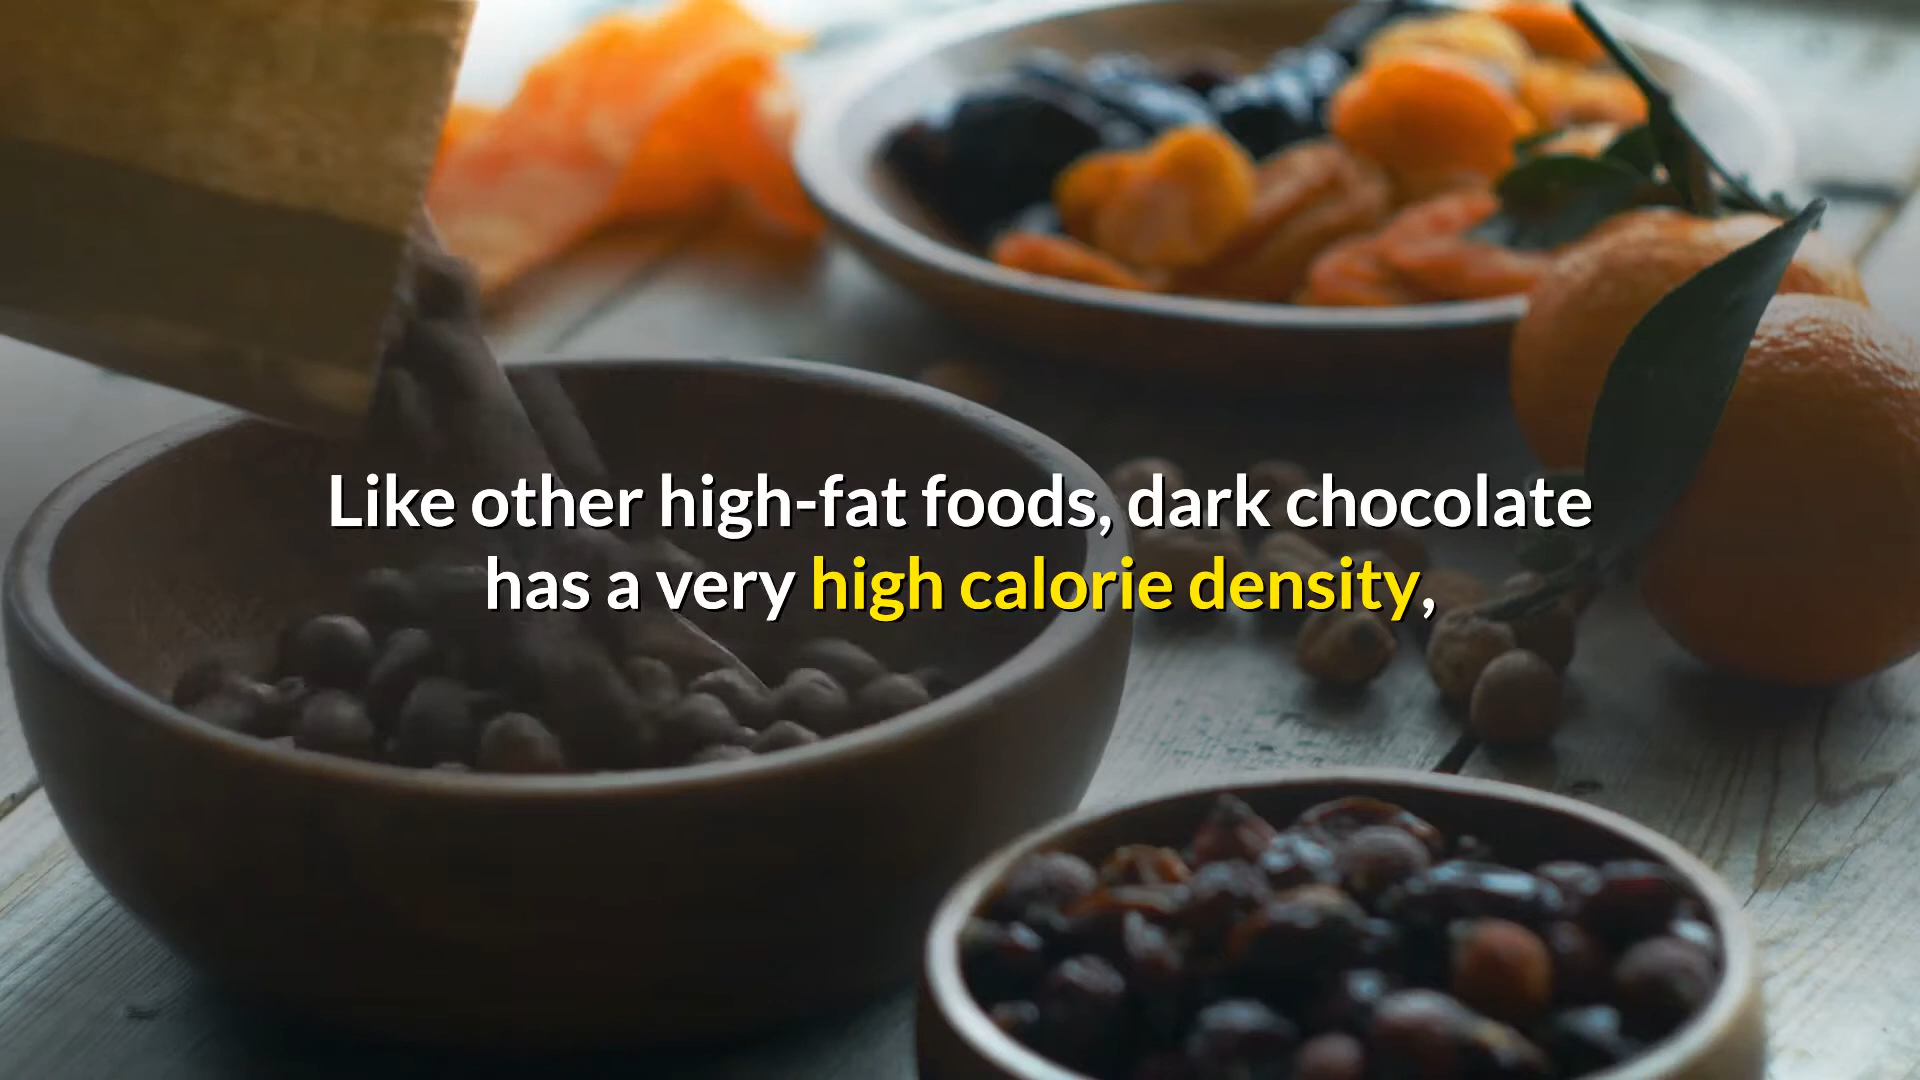 Like other high-fat foods, dark chocolate
has a very high calorie density,